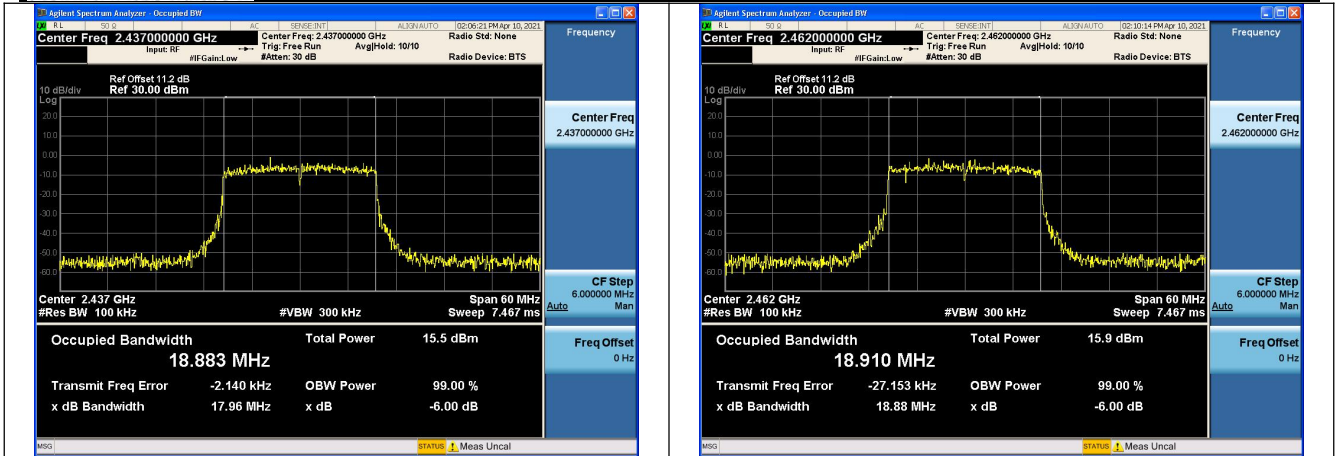 Agilent Spectrum Analyzer - Occupied BW
RL 50 Ω AC SENSE:INT ALIGN AUTO 02:06:21 PM Apr 10, 2021
Center Freq 2.437000000 GHz
Center Freq: 2.437000000 GHz Radio Std: None
Input: RF Trig: Free Run Avg|Hold: 10/10
#IFGain:Low #Atten: 30 dB Radio Device: BTS
Frequency
Ref Offset 11.2 dB
10 dB/div Ref 30.00 dBm
Log
20.0
10.0
0.00
-10.0
-20.0
-30.0
-40.0
-50.0
-60.0
Center Freq
2.437000000 GHz
Center 2.437 GHz Span 60 MHz
#Res BW 100 kHz #VBW 300 kHz Sweep 7.467 ms
CF Step
6.000000 MHz
Auto Man
Occupied Bandwidth Total Power 15.5 dBm
18.883 MHz
Transmit Freq Error -2.140 kHz OBW Power 99.00 %
x dB Bandwidth 17.96 MHz x dB -6.00 dB
Freq Offset
0 Hz
MSG STATUS Meas Uncal
Agilent Spectrum Analyzer - Occupied BW
RL 50 Ω AC SENSE:INT ALIGN AUTO 02:10:14 PM Apr 10, 2021
Center Freq 2.462000000 GHz
Center Freq: 2.462000000 GHz Radio Std: None
Input: RF Trig: Free Run Avg|Hold: 10/10
#IFGain:Low #Atten: 30 dB Radio Device: BTS
Frequency
Ref Offset 11.2 dB
10 dB/div Ref 30.00 dBm
Log
20.0
10.0
0.00
-10.0
-20.0
-30.0
-40.0
-50.0
-60.0
Center Freq
2.462000000 GHz
Center 2.462 GHz Span 60 MHz
#Res BW 100 kHz #VBW 300 kHz Sweep 7.467 ms
CF Step
6.000000 MHz
Auto Man
Occupied Bandwidth Total Power 15.9 dBm
18.910 MHz
Transmit Freq Error -27.153 kHz OBW Power 99.00 %
x dB Bandwidth 18.88 MHz x dB -6.00 dB
Freq Offset
0 Hz
MSG STATUS Meas Uncal